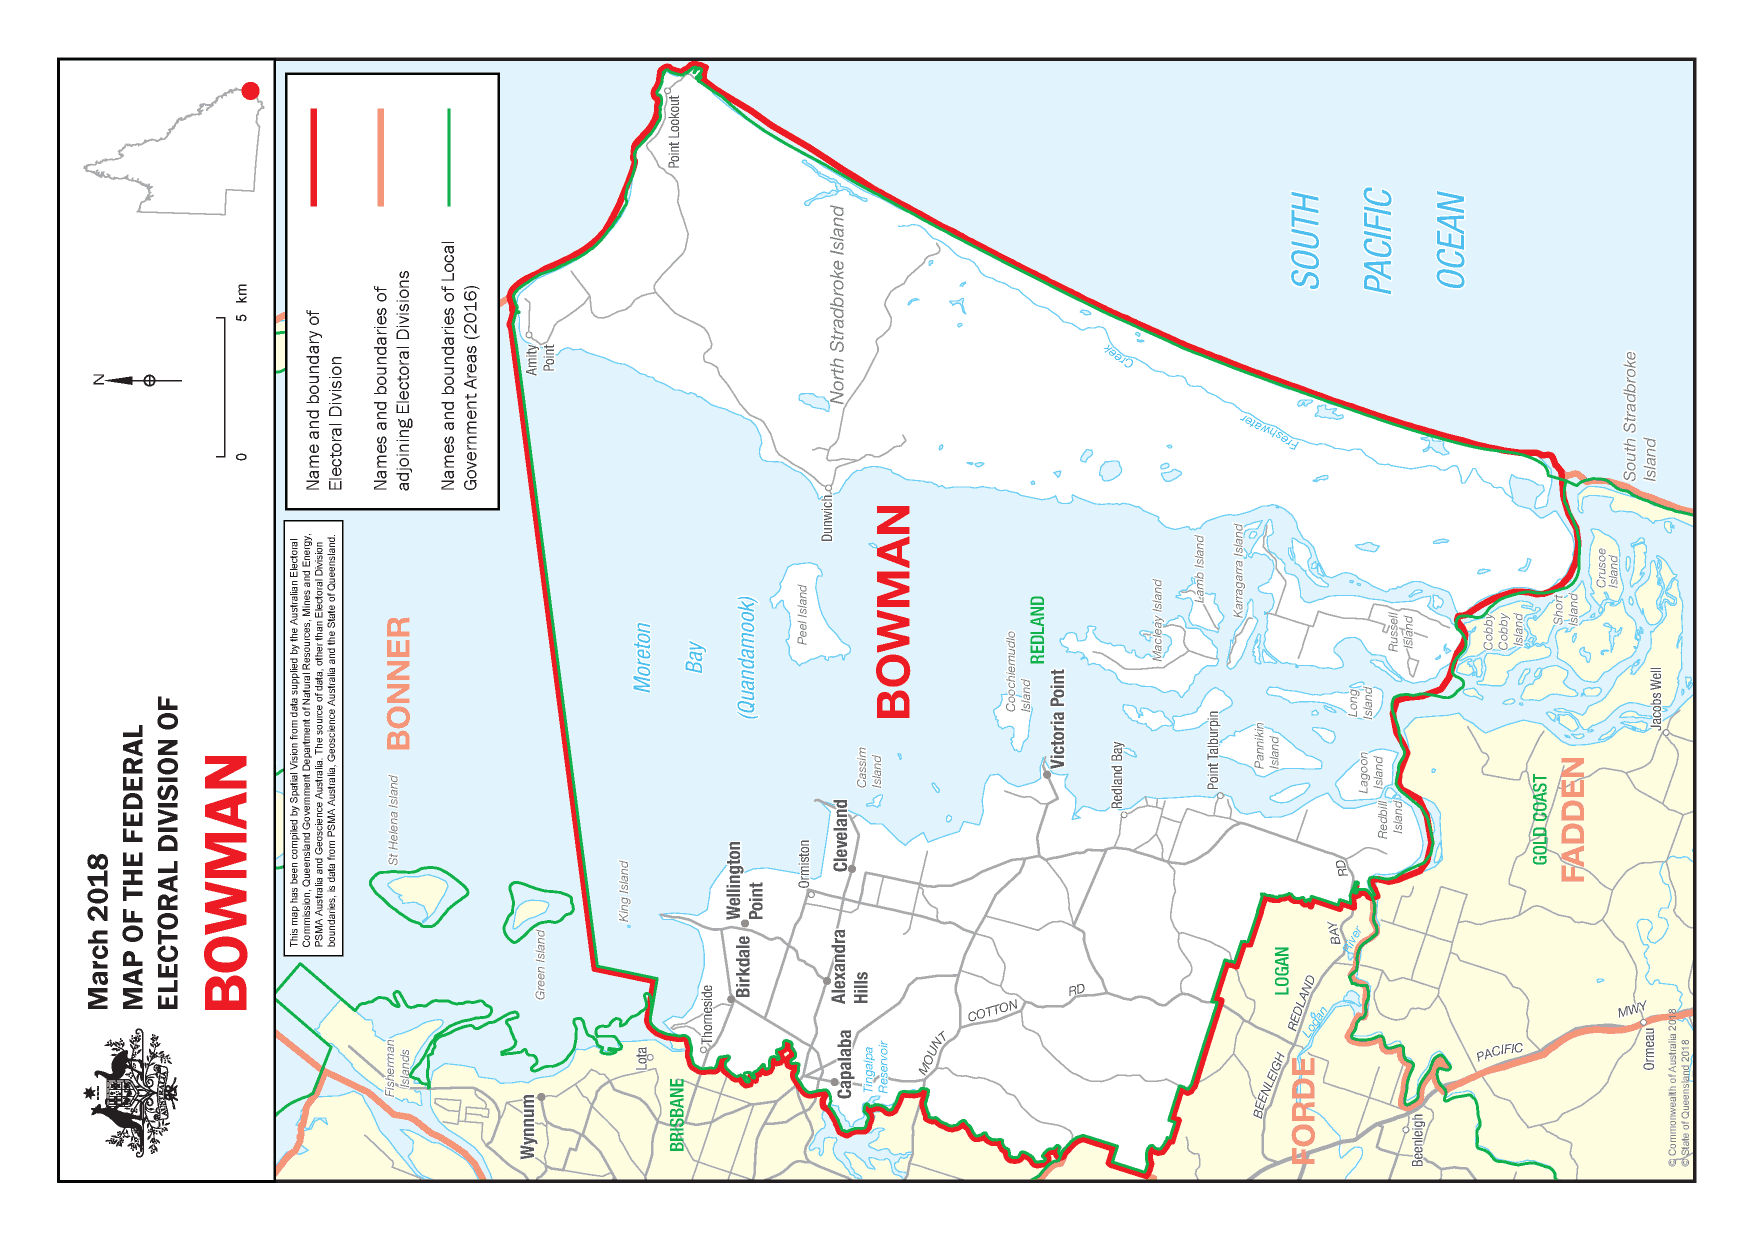 March 2018
MAP OF THE FEDERAL
ELECTORAL DIVISION OF
BOWMAN
N
0
5 km
This map has been compiled by Spatial Vision from data supplied by the Australian Electoral
Commission, Queensland Government Department of Natural Resources, Mines and Energy,
PSMA Australia and Geoscience Australia. The source of data, other than Electoral Division
boundaries, is data from PSMA Australia, Geoscience Australia and the State of Queensland.
Name and boundary of
Electoral Division
Names and boundaries of
adjoining Electoral Divisions
Names and boundaries of Local
Government Areas (2016)
BONNER
St Helena Island
Green Island
King Island
Fisherman
Islands
Wynnum
Lota
BRISBANE
Thorneside
Birkdale
Wellington
Point
Ormiston
Cleveland
Alexandra
Hills
Capalaba
Tingalpa
Reservoir
MOUNT
COTTON
RD
Moreton
Bay
(Quandamook)
Peel Island
Cassim
Island
BOWMAN
Amity
Point
Point Lookout
North Stradbroke Island
Dunwich
Freshwater
Creek
SOUTH
PACIFIC
OCEAN
South Stradbroke
Island
REDLAND
Coochiemudlo
Island
Victoria Point
Redland Bay
Point Talburpin
Macleay Island
Lamb Island
Karragarra Island
Russell
Island
Pannikin
Island
Long
Island
Lagoon
Island
Redbill
Island
Cobby
Cobby
Island
Short
Island
Crusoe
Island
Jacobs Well
GOLD COAST
FADDEN
LOGAN
FORDE
BEENLEIGH
REDLAND
BAY
RD
Logan
River
Beenleigh
PACIFIC
MWY
Ormeau
© Commonwealth of Australia 2018
© State of Queensland 2018